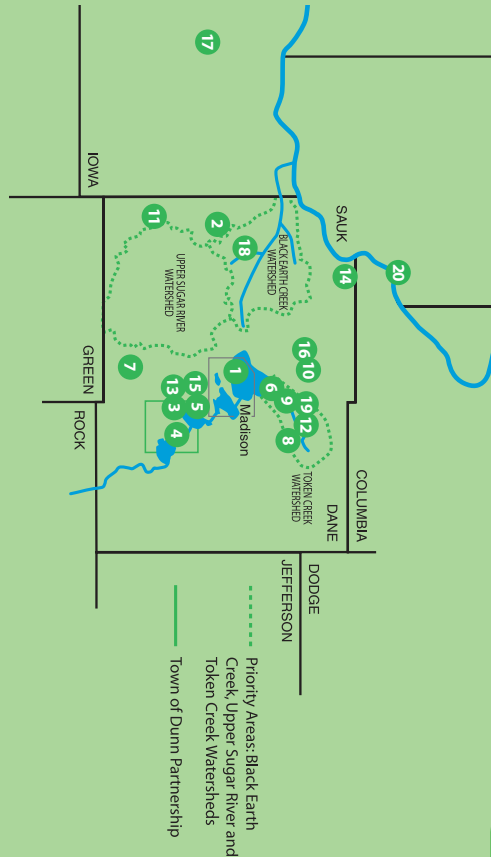 20
COLUMBIA
SAUK
14
DANE
DODGE
16
10
19
12
TOKEN CREEK
WATERSHED
JEFFERSON
BLACK EARTH CREEK
WATERSHED
9
8
6
18
Madison
1
2
17
15
5
UPPER SUGAR RIVER
WATERSHED
13
3
4
11
7
IOWA
GREEN
ROCK
Priority Areas: Black Earth
Creek, Upper Sugar River and
Token Creek Watersheds
Town of Dunn Partnership